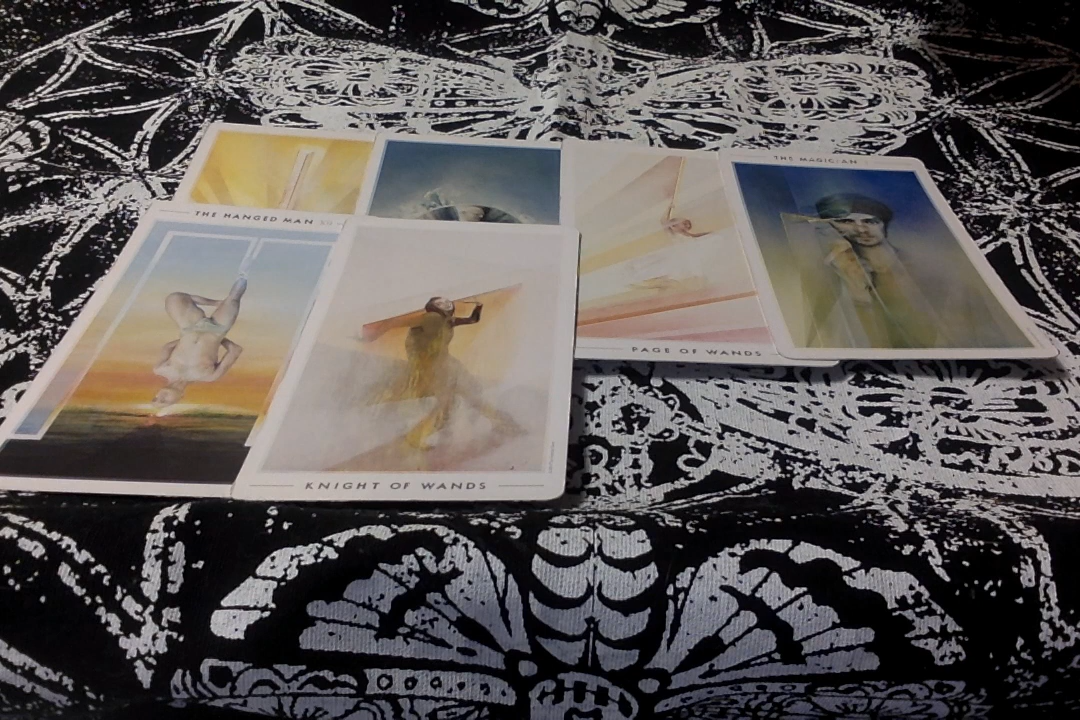 THE MAGICIAN
THE HANGED MAN
PAGE OF WANDS
KNIGHT OF WANDS